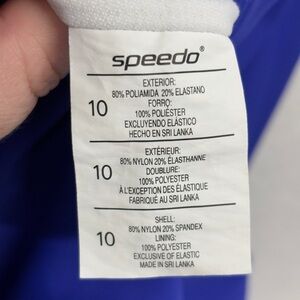 speedo®
EXTERIOR:
80% POLIAMIDA 20% ELASTANO
FORRO:
10
100% POLIÉSTER
EXCLUYENDO ELÁSTICO
HECHO EN SRI LANKA
EXTÉRIEUR:
80% NYLON 20% ÉLASTHANNE
10
DOUBLURE:
100% POLYESTER
À L'EXCEPTION DES ÉLASTIQUE
FABRIQUÉ AU SRI LANKA
SHELL:
80% NYLON 20% SPANDEX
10
LINING:
100% POLYESTER
EXCLUSIVE OF ELASTIC
MADE IN SRI LANKA